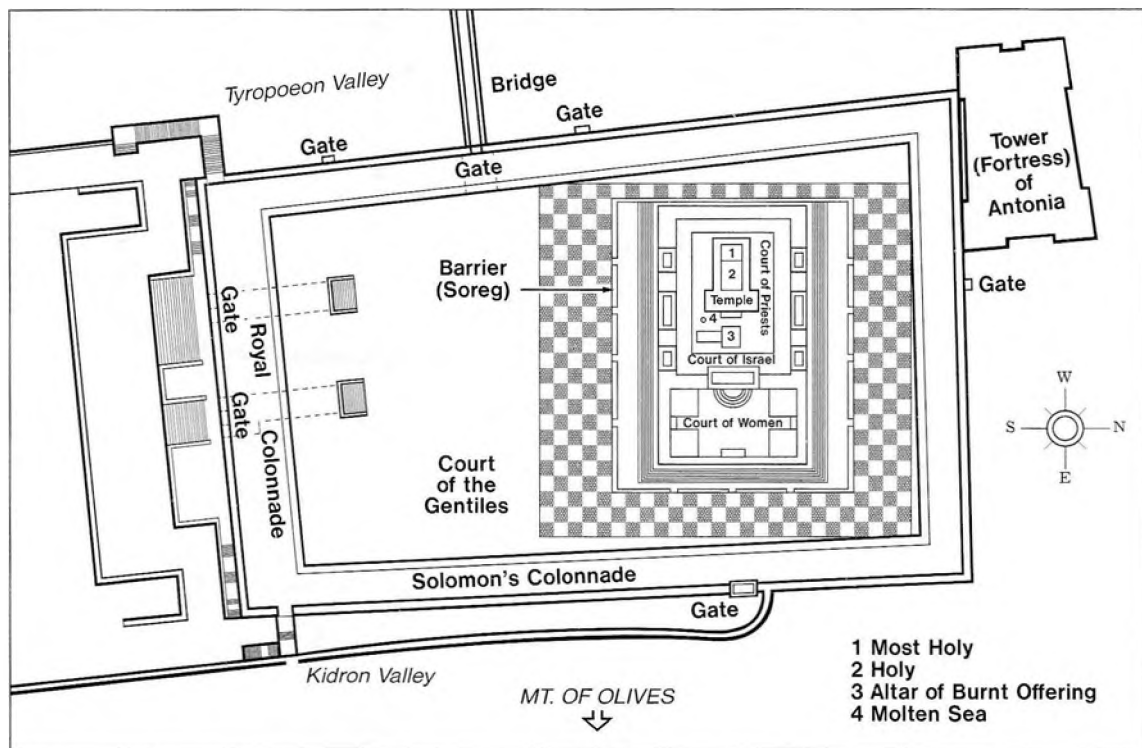 Tyropoeon Valley
Bridge
Gate
Gate
Gate
Tower
(Fortress)
of
Antonia
Gate
Barrier
(Soreg)
1
2
Temple
4
3
Court of Priests
Court of Israel
Court of Women
Gate
Royal
Gate
Colonnade
Court
of the
Gentiles
W
S
N
E
Solomon's Colonnade
Gate
Kidron Valley
MT. OF OLIVES
1 Most Holy
2 Holy
3 Altar of Burnt Offering
4 Molten Sea